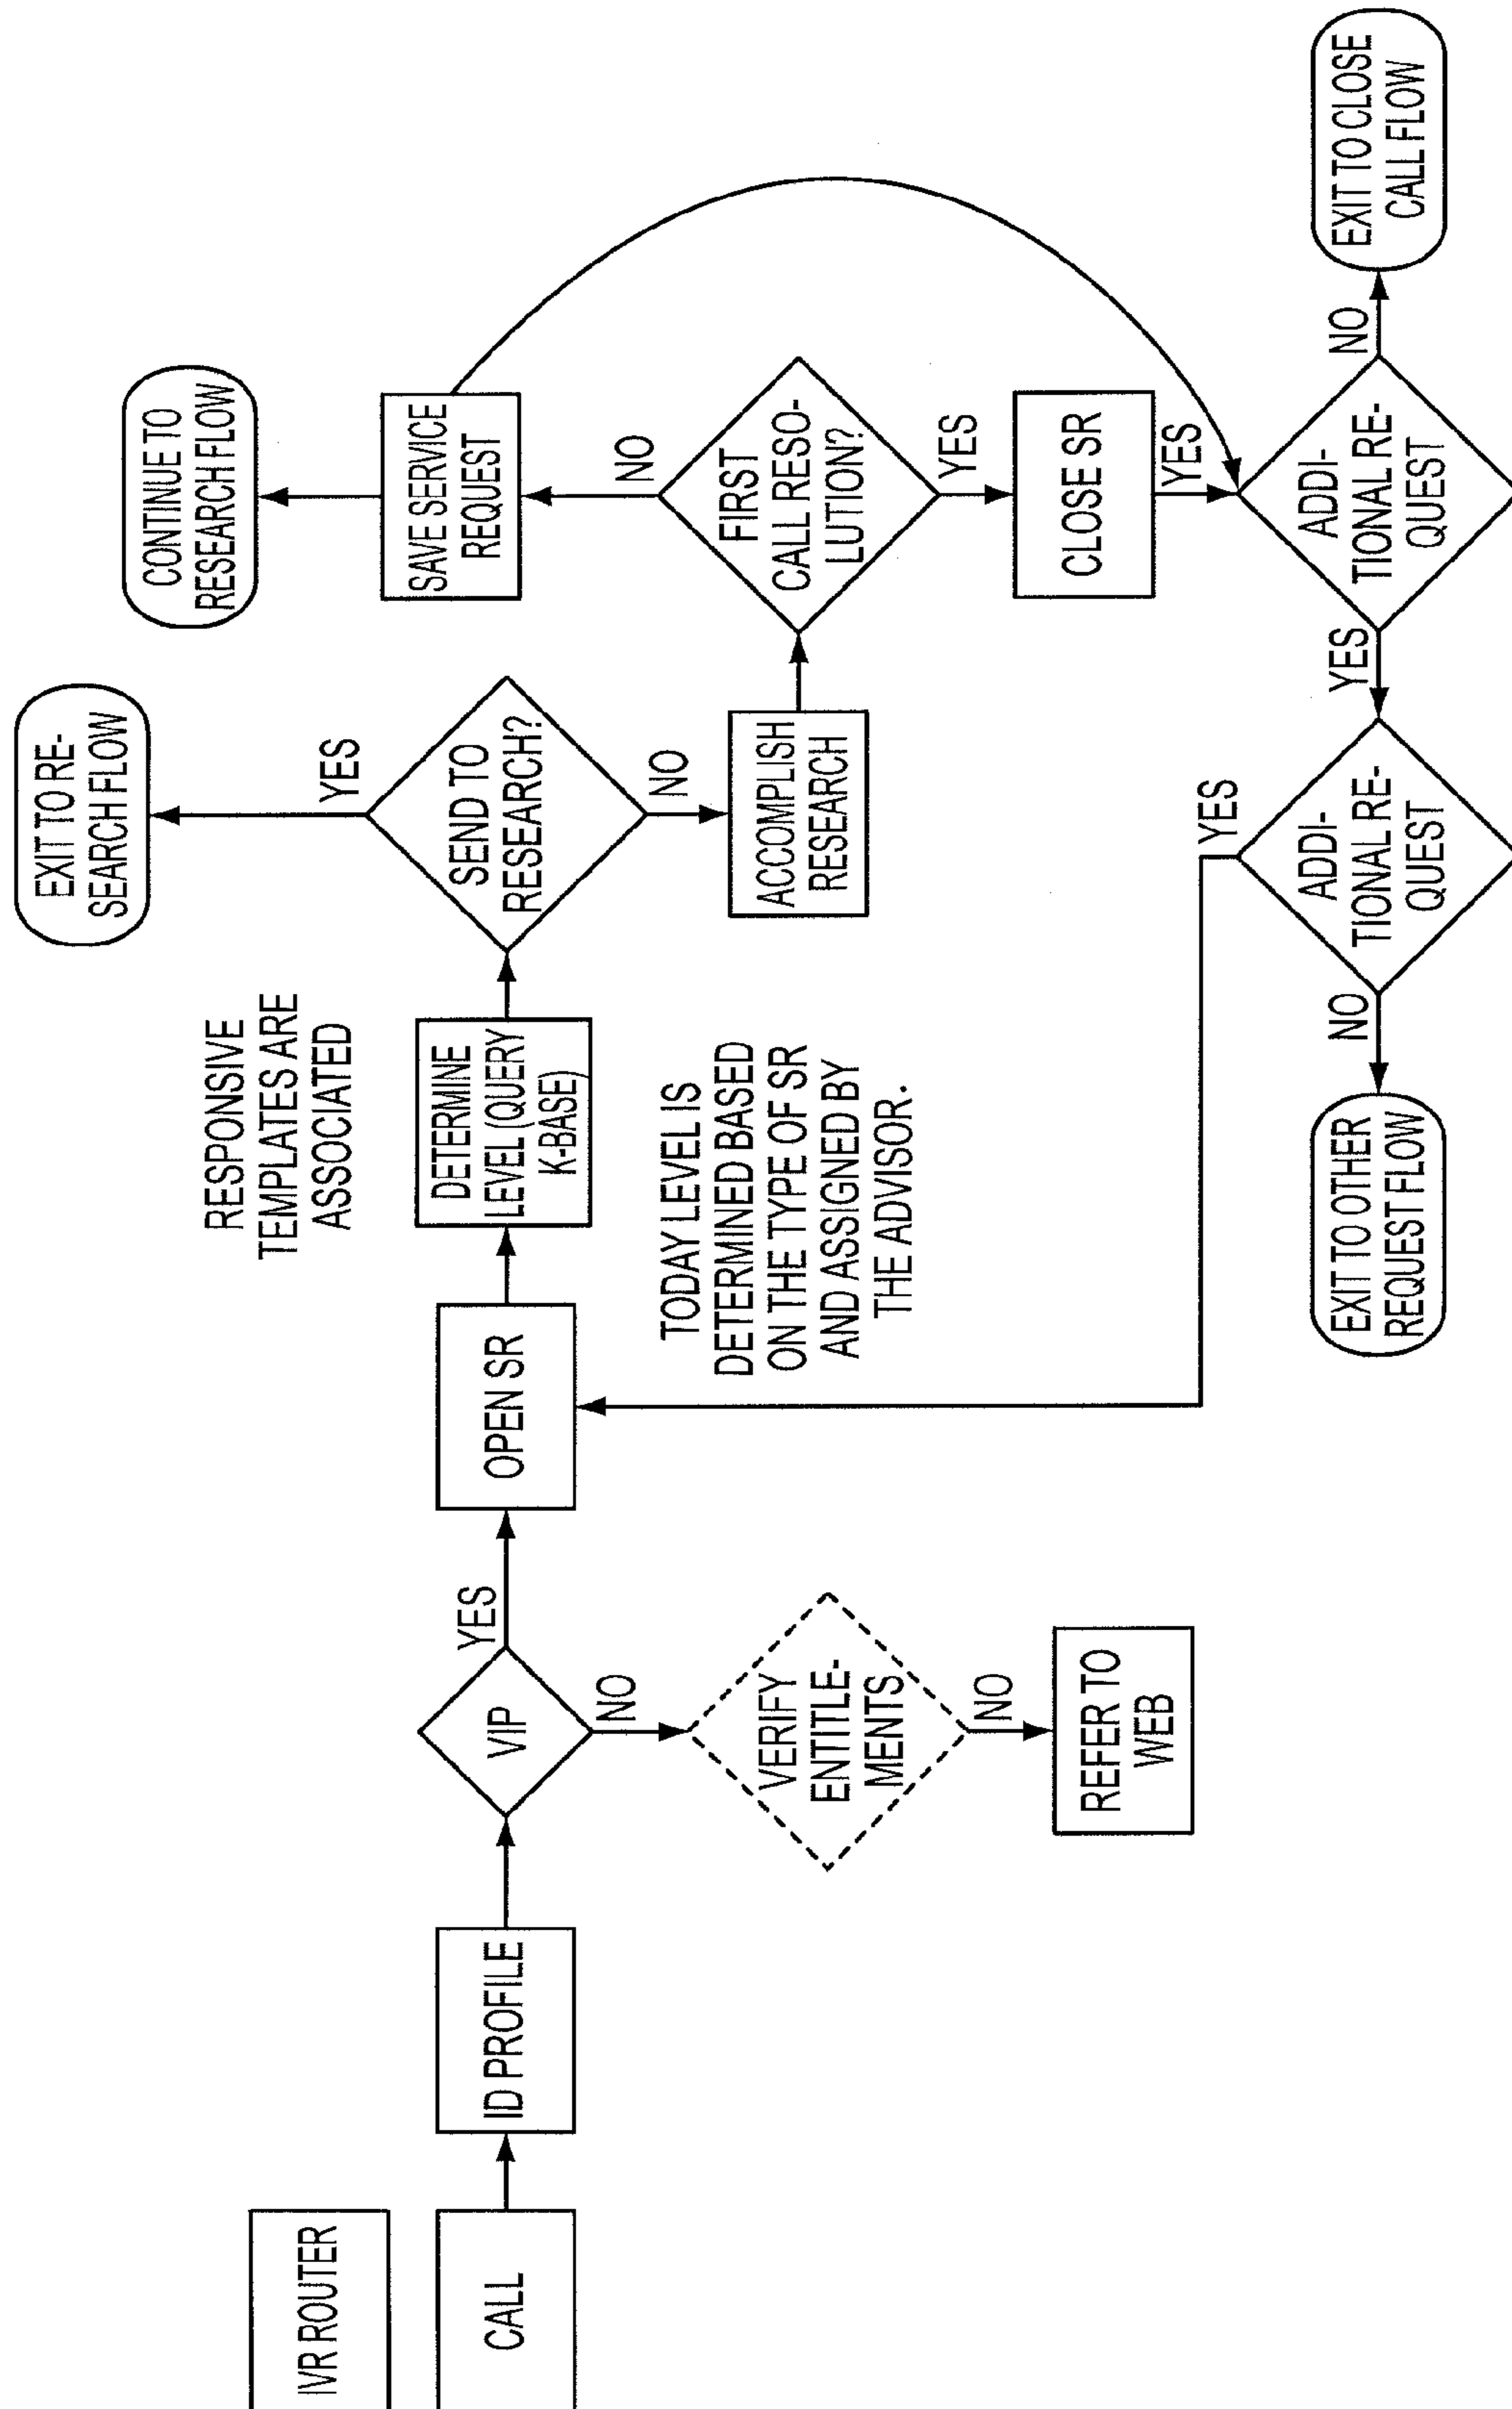 IVR ROUTER
CALL
ID PROFILE
VIP
YES
NO
VERIFY
ENTITLE-
MENTS
NO
REFER TO
WEB
OPEN SR
RESPONSIVE
TEMPLATES ARE
ASSOCIATED
DETERMINE
LEVEL (QUERY
K-BASE)
TODAY LEVEL IS
DETERMINED BASED
ON THE TYPE OF SR
AND ASSIGNED BY
THE ADVISOR.
EXIT TO RE-
SEARCH FLOW
YES
SEND TO
RESEARCH?
NO
ACCOMPLISH
RESEARCH
CONTINUE TO
RESEARCH FLOW
SAVE SERVICE
REQUEST
NO
FIRST
CALL RESO-
LUTION?
YES
CLOSE SR
YES
ADDI-
TIONAL RE-
QUEST
NO
EXIT TO CLOSE
CALL FLOW
YES
ADDI-
TIONAL RE-
QUEST
YES
NO
EXIT TO OTHER
REQUEST FLOW